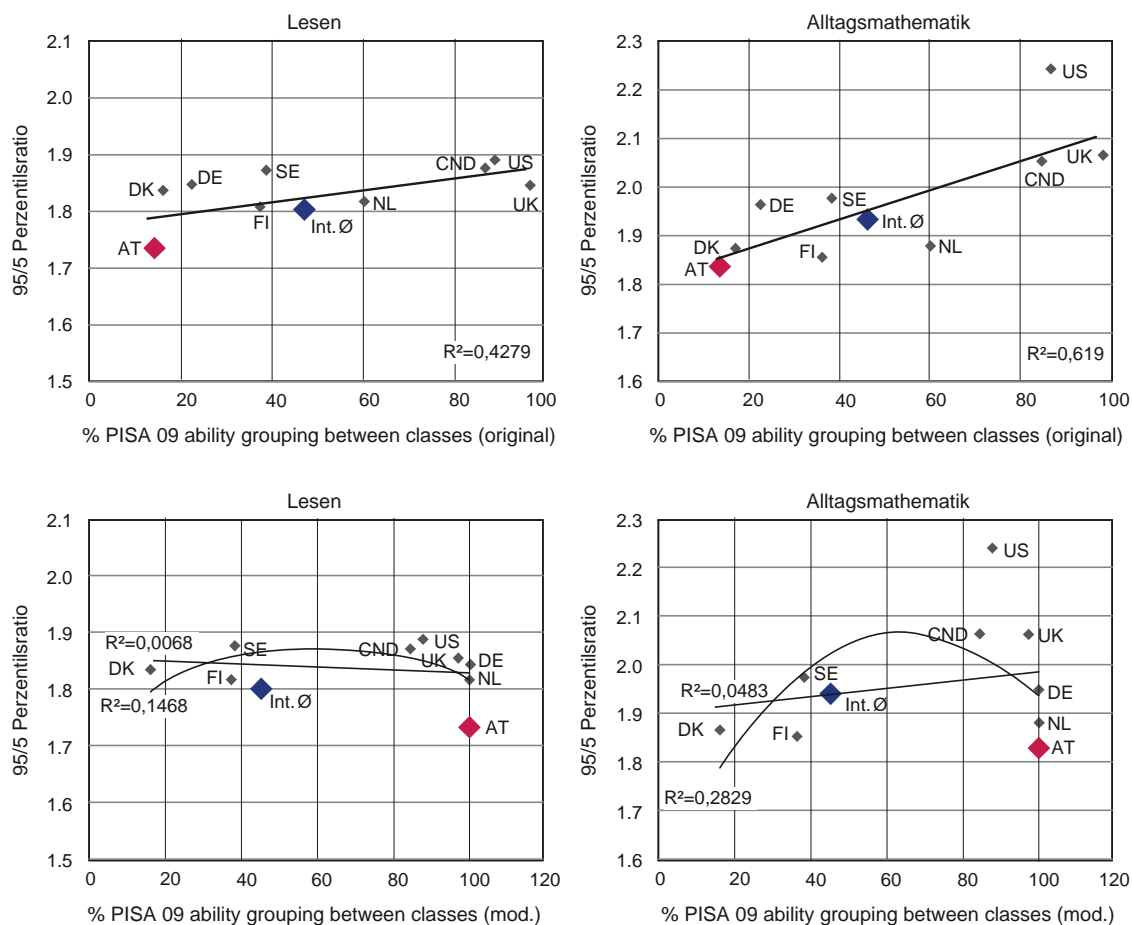 Lesen
2.1
2.0
1.9
1.8
1.7
1.6
1.5
95/5 Perzentilsratio
DK
DE
SE
CND
US
AT
FI
Int. Ø
NL
UK
R²=0,4279
0 20 40 60 80 100
% PISA 09 ability grouping between classes (original)
Alltagsmathematik
2.3
2.2
2.1
2.0
1.9
1.8
1.7
1.6
95/5 Perzentilsratio
US
UK
CND
DE
SE
Int. Ø
DK
AT
FI
NL
R²=0,619
0 20 40 60 80 100
% PISA 09 ability grouping between classes (original)
Lesen
2.1
2.0
1.9
1.8
1.7
1.6
1.5
95/5 Perzentilsratio
R²=0,0068
SE
CND
US
UK
DE
DK
FI
NL
R²=0,1468
Int. Ø
AT
0 20 40 60 80 100 120
% PISA 09 ability grouping between classes (mod.)
Alltagsmathematik
2.3
2.2
2.1
2.0
1.9
1.8
1.7
1.6
95/5 Perzentilsratio
US
CND
UK
SE
R²=0,0483
Int. Ø
DE
DK
FI
NL
AT
R²=0,2829
0 20 40 60 80 100 120
% PISA 09 ability grouping between classes (mod.)